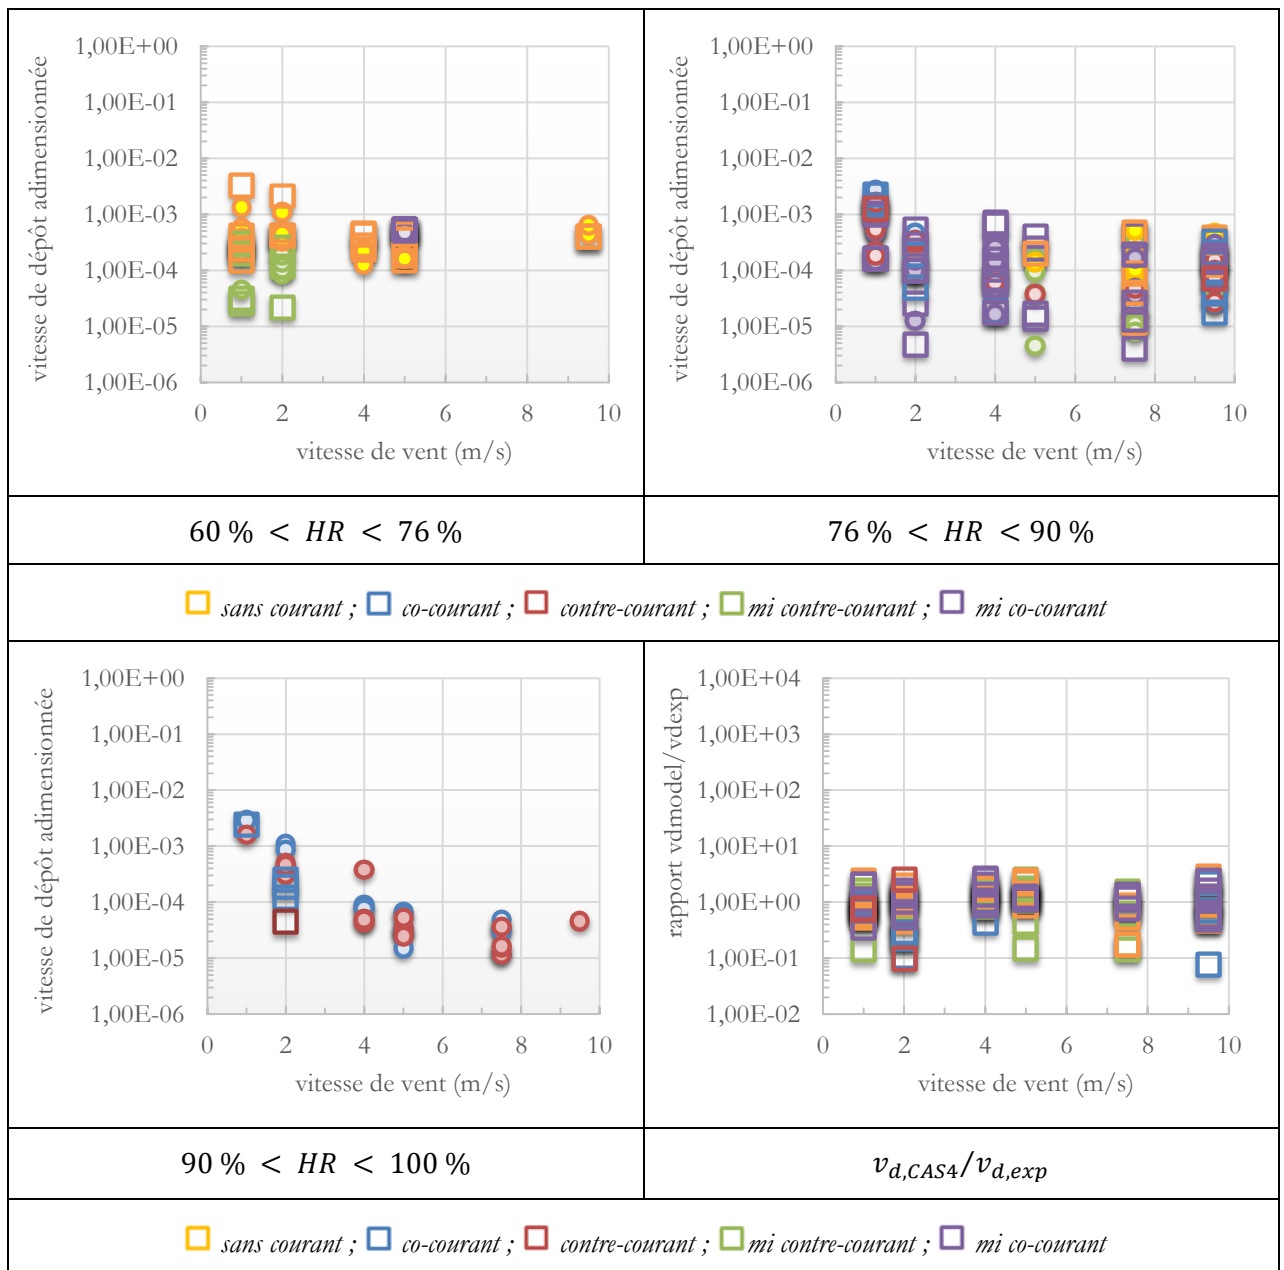 1,00E+00
1,00E-01
1,00E-02
1,00E-03
1,00E-04
1,00E-05
1,00E-06
vitesse de dépôt adimensionnée
0 2 4 6 8 10
vitesse de vent (m/s)
1,00E+00
1,00E-01
1,00E-02
1,00E-03
1,00E-04
1,00E-05
1,00E-06
vitesse de dépôt adimensionnée
0 2 4 6 8 10
vitesse de vent (m/s)
60 % < HR < 76 %
76 % < HR < 90 %
sans courant ; co-courant ; contre-courant ; mi contre-courant ; mi co-courant
1,00E+00
1,00E-01
1,00E-02
1,00E-03
1,00E-04
1,00E-05
1,00E-06
vitesse de dépôt adimensionnée
0 2 4 6 8 10
vitesse de vent (m/s)
1,00E+04
1,00E+03
1,00E+02
1,00E+01
1,00E+00
1,00E-01
1,00E-02
rapport vdmodel/vdexp
0 2 4 6 8 10
vitesse de vent (m/s)
90 % < HR < 100 %
v_{d,CAS4}/v_{d,exp}
sans courant ; co-courant ; contre-courant ; mi contre-courant ; mi co-courant